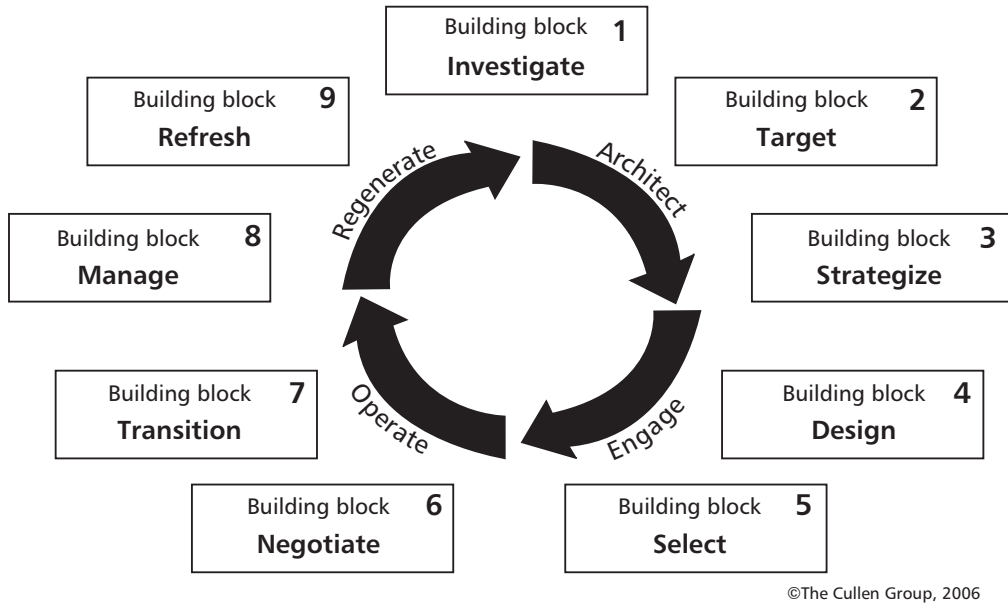 Building block 1
Investigate
Building block 2
Target
Building block 3
Strategize
Building block 4
Design
Building block 5
Select
Building block 6
Negotiate
Building block 7
Transition
Building block 8
Manage
Building block 9
Refresh
Architect
Engage
Operate
Regenerate
©The Cullen Group, 2006